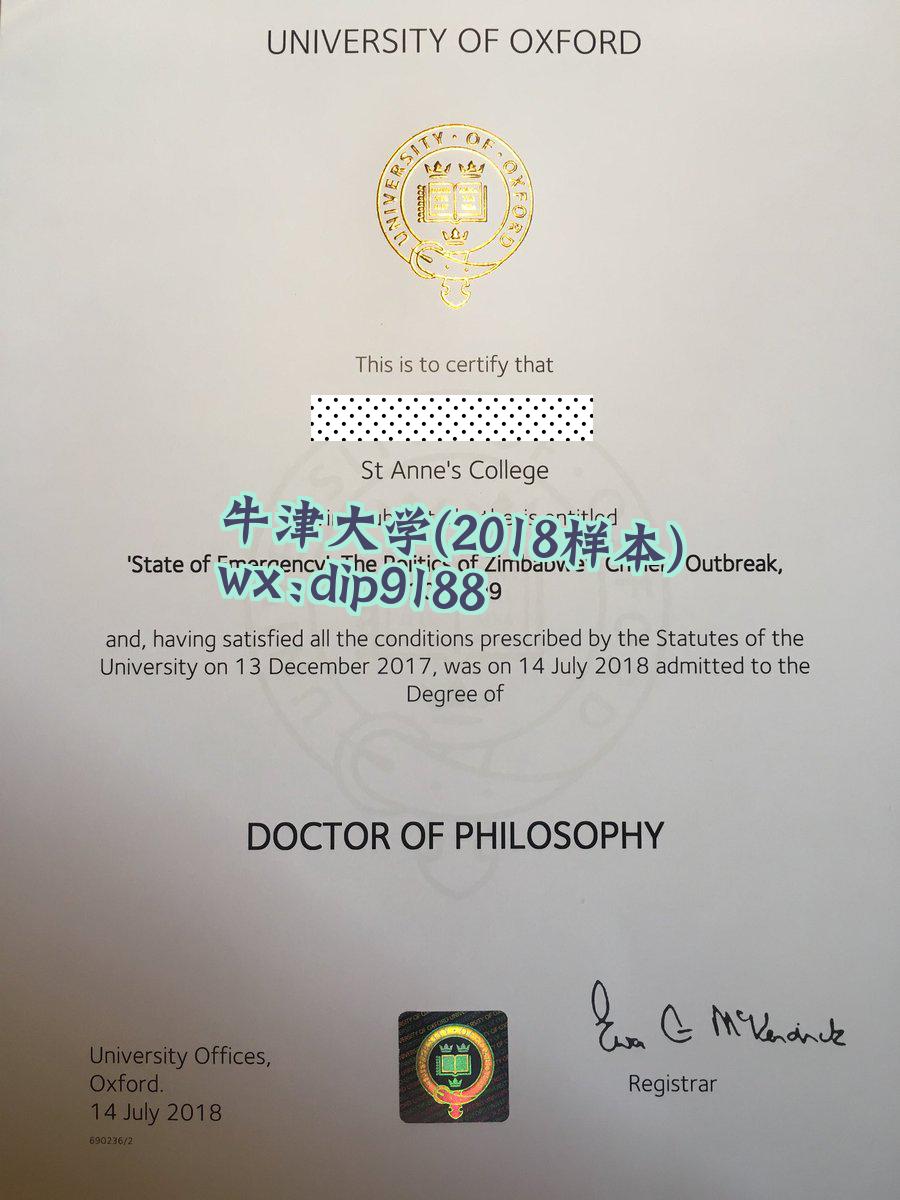 UNIVERSITY OF OXFORD
UNIVERSITY · OF · OXFORD
This is to certify that
St Anne's College
entitled
牛津大学(2018样本)
'State of Emergency': The Politics of Zimbabwe's Outbreak,
wx:dip9188
and, having satisfied all the conditions prescribed by the Statutes of the
University on 13 December 2017, was on 14 July 2018 admitted to the
Degree of
DOCTOR OF PHILOSOPHY
Ewan G McKendrick
University Offices,
Oxford.
Registrar
14 July 2018
690236/2